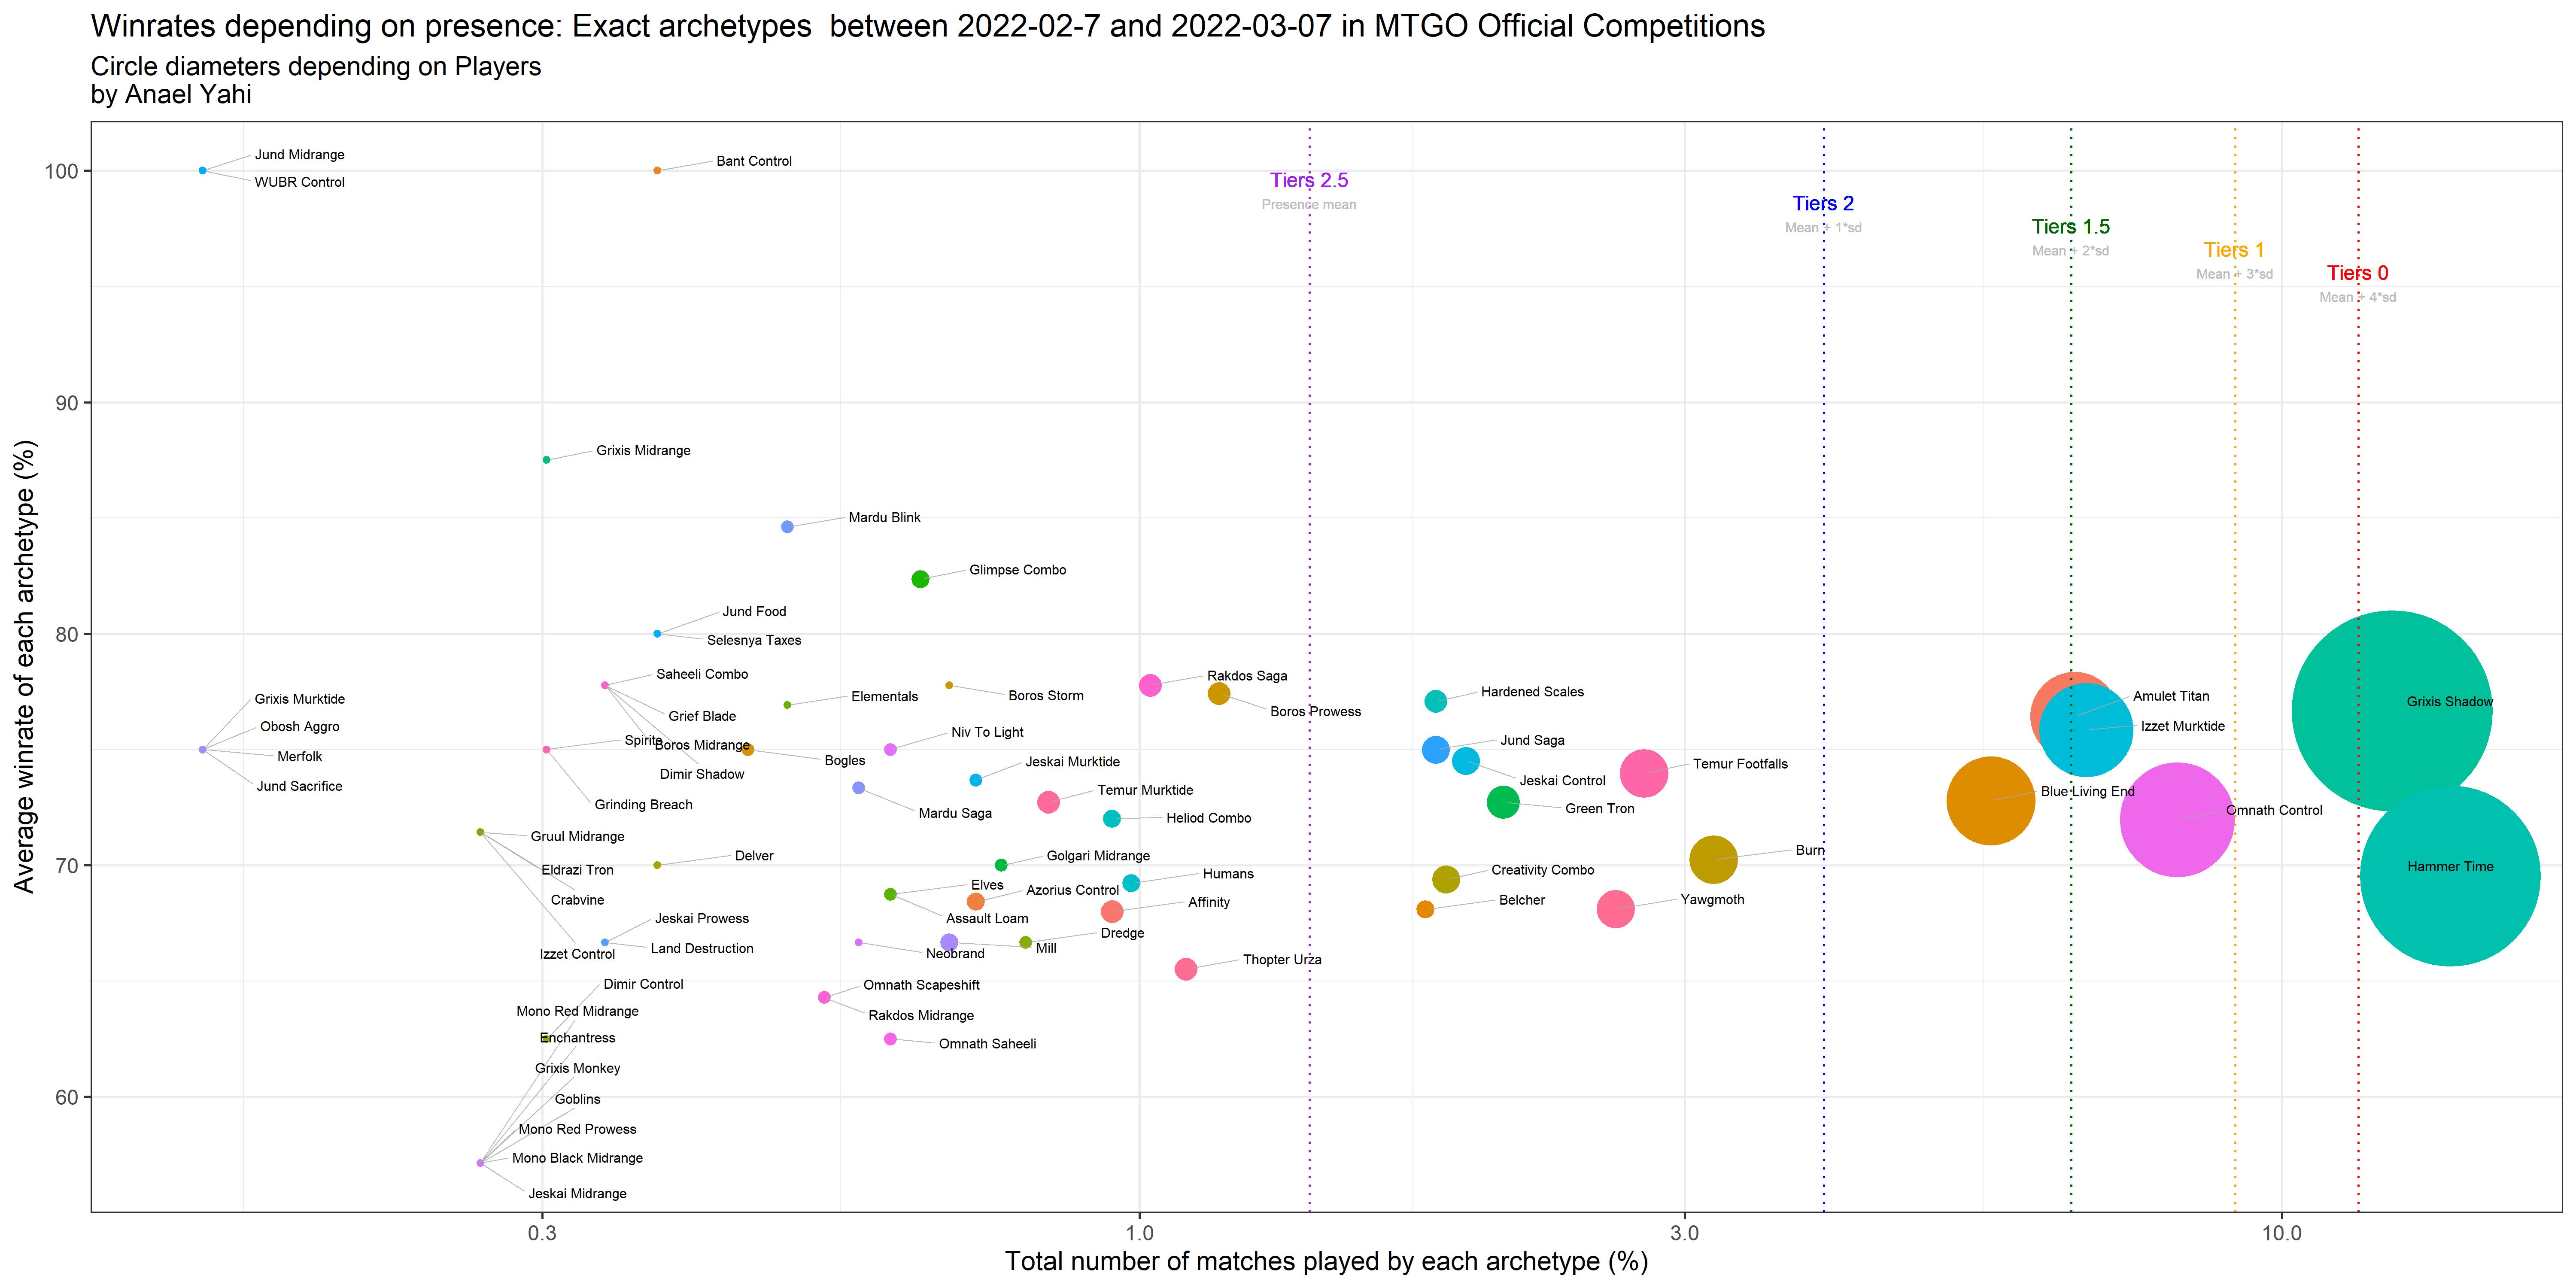 Winrates depending on presence: Exact archetypes  between 2022-02-7 and 2022-03-07 in MTGO Official Competitions
Circle diameters depending on Players
by Anael Yahi
Average winrate of each archetype (%)
100
90
80
70
60
Jund Midrange
WUBR Control
Bant Control
Tiers 2.5
Presence mean
Tiers 2
Mean + 1*sd
Tiers 1.5
Mean + 2*sd
Tiers 1
Mean + 3*sd
Tiers 0
Mean + 4*sd
Grixis Midrange
Mardu Blink
Glimpse Combo
Jund Food
Selesnya Taxes
Saheeli Combo
Rakdos Saga
Hardened Scales
Elementals
Boros Storm
Amulet Titan
Grixis Murktide
Grixis Shadow
Boros Prowess
Grief Blade
Obosh Aggro
Izzet Murktide
Niv To Light
Spirits
Jund Saga
Boros Midrange
Merfolk
Bogles
Jeskai Murktide
Temur Footfalls
Dimir Shadow
Jeskai Control
Jund Sacrifice
Temur Murktide
Blue Living End
Grinding Breach
Green Tron
Omnath Control
Mardu Saga
Heliod Combo
Gruul Midrange
Burn
Delver
Golgari Midrange
Hammer Time
Eldrazi Tron
Creativity Combo
Humans
Elves
Azorius Control
Crabvine
Belcher
Yawgmoth
Affinity
Jeskai Prowess
Assault Loam
Dredge
Land Destruction
Mill
Izzet Control
Neobrand
Thopter Urza
Dimir Control
Omnath Scapeshift
Mono Red Midrange
Rakdos Midrange
Enchantress
Omnath Saheeli
Grixis Monkey
Goblins
Mono Red Prowess
Mono Black Midrange
Jeskai Midrange
0.3
1.0
3.0
10.0
Total number of matches played by each archetype (%)